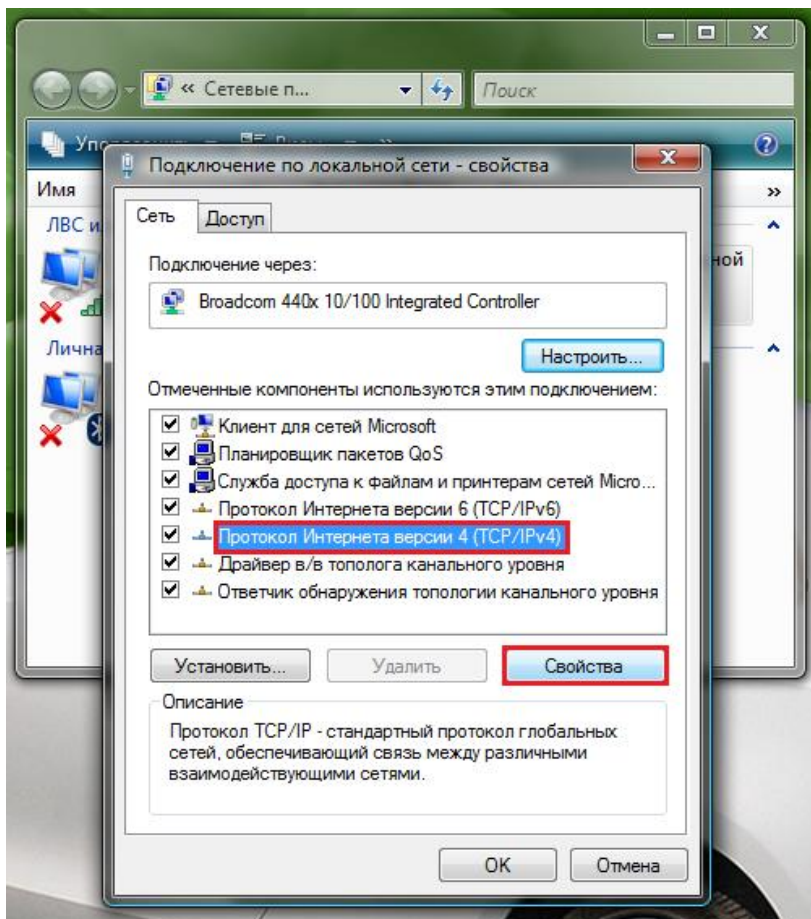 « Сетевые п...
Поиск
Подключение по локальной сети - свойства
Имя
»
Сеть
Доступ
ЛВС и
ной
Подключение через:
Broadcom 440x 10/100 Integrated Controller
Настроить...
Лична
Отмеченные компоненты используются этим подключением:
Клиент для сетей Microsoft
Планировщик пакетов QoS
Служба доступа к файлам и принтерам сетей Micro...
Протокол Интернета версии 6 (TCP/IPv6)
Протокол Интернета версии 4 (TCP/IPv4)
Драйвер в/в тополога канального уровня
Ответчик обнаружения топологии канального уровня
Установить...
Удалить
Свойства
Описание
Протокол TCP/IP - стандартный протокол глобальных
сетей, обеспечивающий связь между различными
взаимодействующими сетями.
OK
Отмена